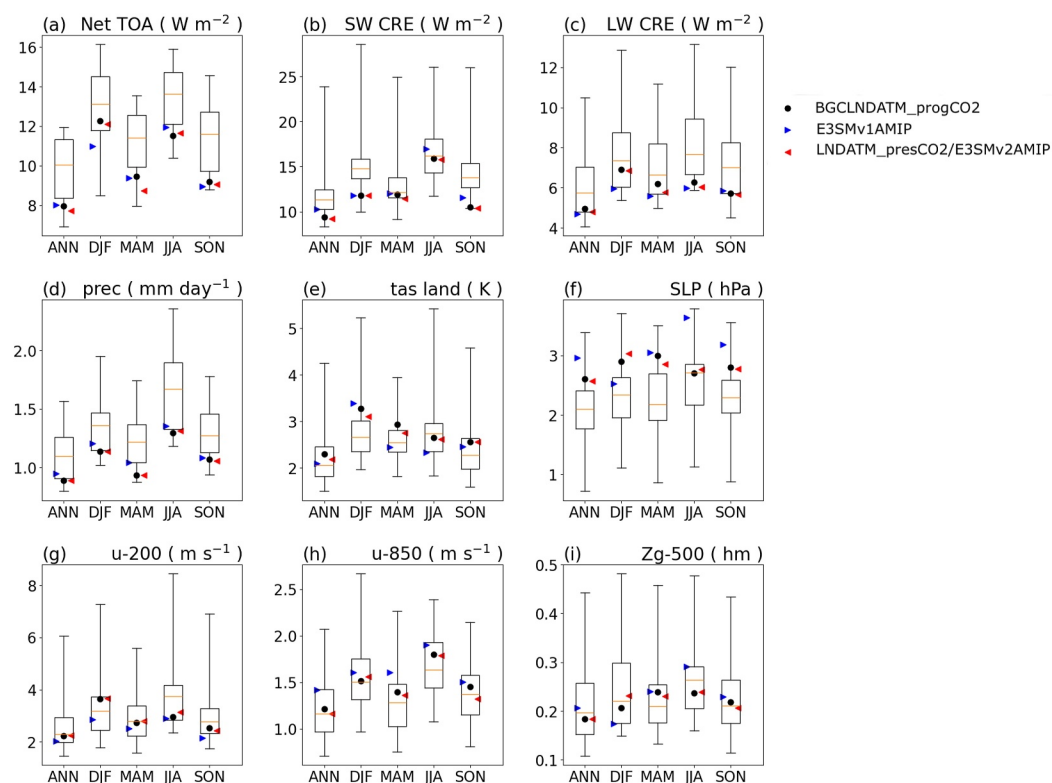 (a) Net TOA ( W m⁻² )
16
14
12
10
8
ANN DJF MAM JJA SON
(b) SW CRE ( W m⁻² )
25
20
15
10
ANN DJF MAM JJA SON
(c) LW CRE ( W m⁻² )
12
10
8
6
4
ANN DJF MAM JJA SON
BGCLNDATM_progCO2
E3SMv1AMIP
LNDATM_presCO2/E3SMv2AMIP
(d) prec ( mm day⁻¹ )
2.0
1.5
1.0
ANN DJF MAM JJA SON
(e) tas land ( K )
5
4
3
2
ANN DJF MAM JJA SON
(f) SLP ( hPa )
3
2
1
ANN DJF MAM JJA SON
(g) u-200 ( m s⁻¹ )
8
6
4
2
ANN DJF MAM JJA SON
(h) u-850 ( m s⁻¹ )
2.5
2.0
1.5
1.0
ANN DJF MAM JJA SON
(i) Zg-500 ( hm )
0.5
0.4
0.3
0.2
0.1
ANN DJF MAM JJA SON